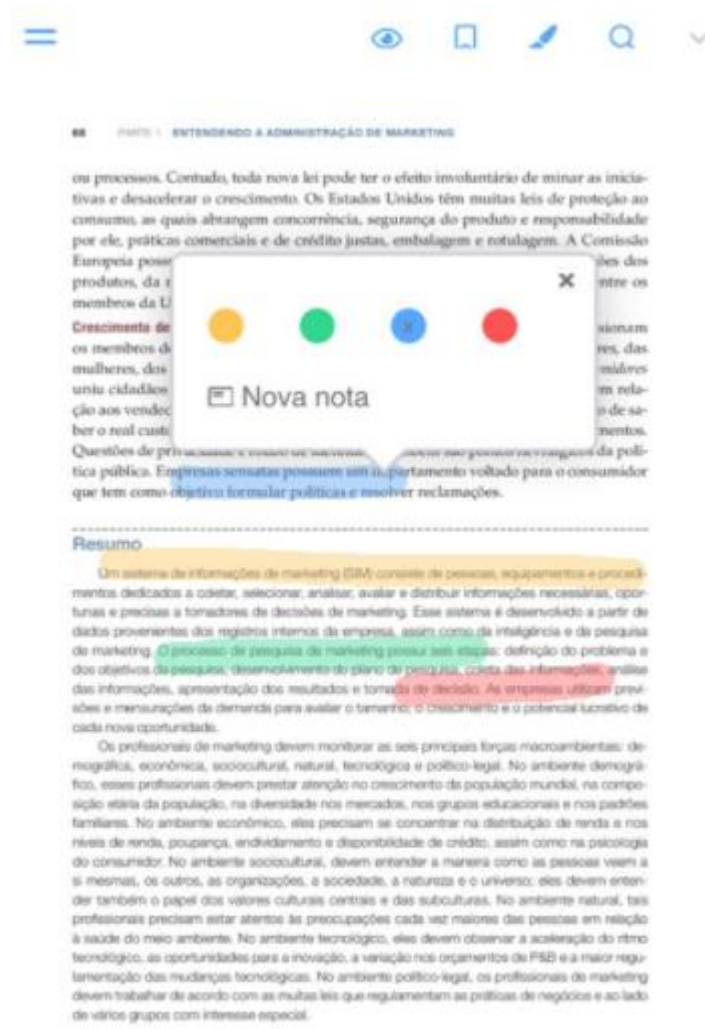 68 PARTE 1 ENTENDENDO A ADMINISTRAÇÃO DE MARKETING
ou processos. Contudo, toda nova lei pode ter o efeito involuntário de minar as inicia-
tivas e desacelerar o crescimento. Os Estados Unidos têm muitas leis de proteção ao
consumo, as quais abrangem concorrência, segurança do produto e responsabilidade
por ele, práticas comerciais e de crédito justas, embalagem e rotulagem. A Comissão
Europeia ões dos
produtos, da entre os
membros da U
Crescimento de sionam
os membros d res, das
mulheres, dos midores
uniu cidadãos m rela-
ção aos vended o de sa-
ber o real custo mentos.
Nova nota
Questões de da polí-
tica pública. Empresas sensatas possuem um departamento voltado para o consumidor
que tem como objetivo formular políticas e resolver reclamações.
Resumo
Um sistema de informações de marketing (SIM) consiste de pessoas, equipamentos e procedi-
mentos dedicados a coletar, selecionar, analisar, avaliar e distribuir informações necessárias, opor-
tunas e precisas a tomadores de decisões de marketing. Esse sistema é desenvolvido a partir de
dados provenientes dos registros internos da empresa, assim como da inteligência e da pesquisa
de marketing. O processo de pesquisa de marketing possui seis etapas: definição do problema e
dos objetivos da pesquisa, desenvolvimento do plano de pesquisa, coleta das informações, análise
das informações, apresentação dos resultados e tomada de decisão. As empresas utilizam previ-
sões e mensurações da demanda para avaliar o tamanho, o crescimento e o potencial lucrativo de
cada nova oportunidade.
Os profissionais de marketing devem monitorar as seis principais forças macroambientais: de-
mográfica, econômica, sociocultural, natural, tecnológica e político-legal. No ambiente demográ-
fico, esses profissionais devem prestar atenção no crescimento da população mundial, na compo-
sição etária da população, na diversidade nos mercados, nos grupos educacionais e nos padrões
familiares. No ambiente econômico, eles precisam se concentrar na distribuição de renda e nos
níveis de renda, poupança, endividamento e disponibilidade de crédito, assim como na psicologia
do consumidor. No ambiente sociocultural, devem entender a maneira como as pessoas veem a
si mesmas, os outros, as organizações, a sociedade, a natureza e o universo; eles devem enten-
der também o papel dos valores culturais centrais e das subculturas. No ambiente natural, tais
profissionais precisam estar atentos às preocupações cada vez maiores das pessoas em relação
à saúde do meio ambiente. No ambiente tecnológico, eles devem observar a aceleração do ritmo
tecnológico, as oportunidades para a inovação, a variação nos orçamentos de P&D e a maior regu-
lamentação das mudanças tecnológicas. No ambiente político-legal, os profissionais de marketing
devem trabalhar de acordo com as muitas leis que regulamentam as práticas de negócios e ao lado
de vários grupos com interesse especial.